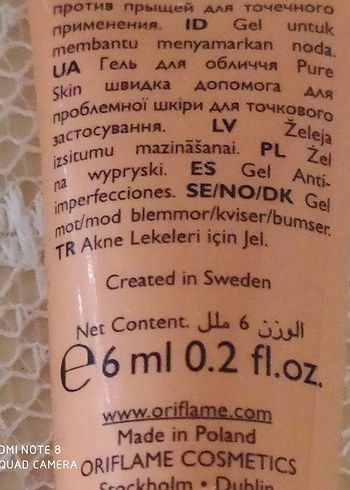 против прыщей для точечного
применения. ID Gel untuk
membantu menyamarkan noda.
UA Гель для обличчя Pure
Skin швидка допомога для
проблемної шкіри для точкового
застосування. LV Želeja
izsitumu mazināšanai. PL Żel
na wypryski. ES Gel Anti-
imperfecciones. SE/NO/DK Gel
mot/mod blemmor/kviser/bumser.
TR Akne Lekeleri için Jel.
Created in Sweden
Net Content. الوزن 6 ملل
℮ 6 ml 0.2 fl.oz.
www.oriflame.com
Made in Poland
ORIFLAME COSMETICS
Stockholm • Dublin
OMI NOTE 8
QUAD CAMERA